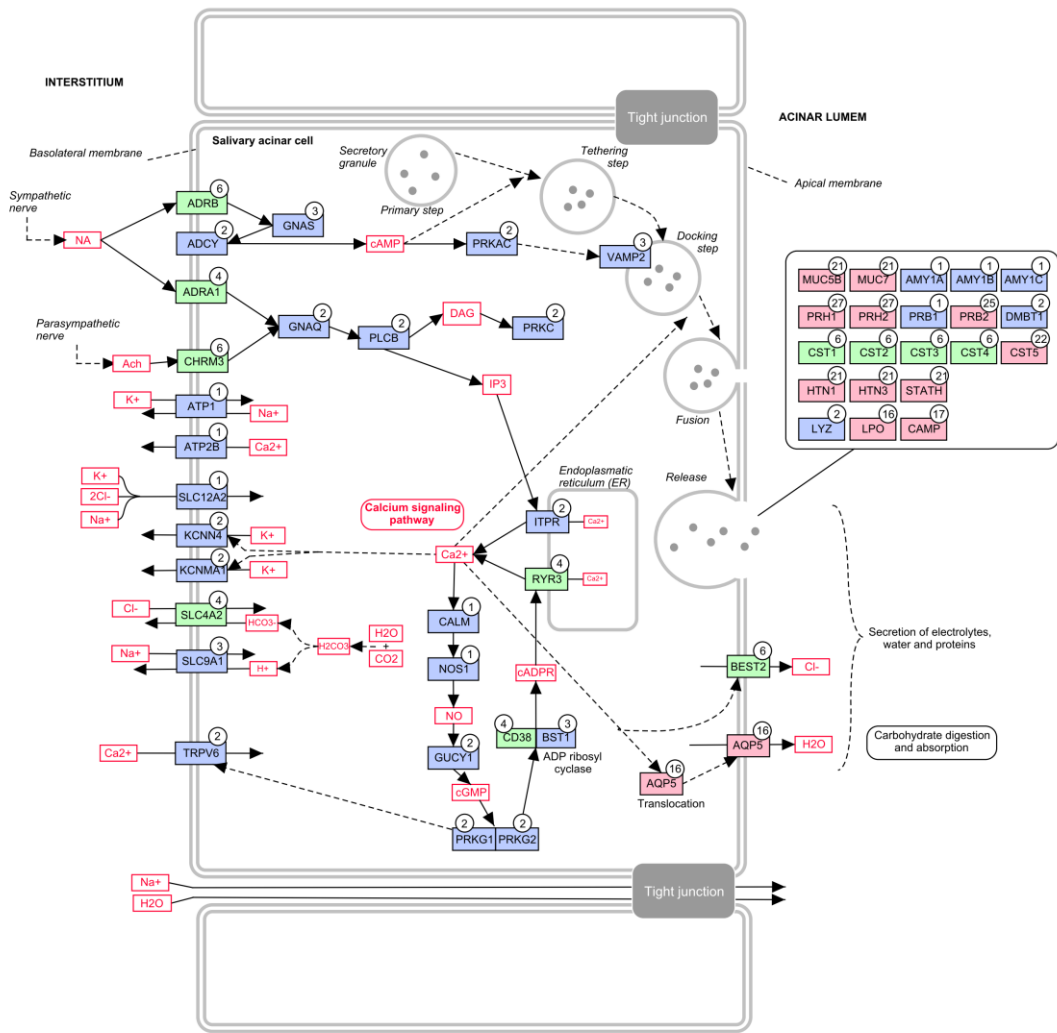 INTERSTITIUM
Tight junction
ACINAR LUMEM
Salivary acinar cell
Basolateral membrane
Secretory
granule
Tethering
step
Primary step
Apical membrane
Sympathetic
nerve
NA
ADRB
6
GNAS
3
ADCY
2
cAMP
PRKAC
2
VAMP2
3
Docking
step
ADRA1
4
GNAQ
2
PLCB
2
DAG
PRKC
2
Parasympathetic
nerve
Ach
CHRM3
6
IP3
Fusion
MUC5B
21
MUC7
21
AMY1A
1
AMY1B
1
AMY1C
1
PRH1
27
PRH2
27
PRB1
1
PRB2
25
DMBT1
2
CST1
6
CST2
6
CST3
6
CST4
6
CST5
22
HTN1
21
HTN3
21
STATH
21
LYZ
2
LPO
16
CAMP
17
K+
ATP1
1
Na+
ATP2B
1
Ca2+
K+
2Cl-
Na+
SLC12A2
1
KCNN4
2
K+
KCNMA1
2
K+
Calcium signaling
pathway
Endoplasmatic
reticulum (ER)
Release
ITPR
2
Ca2+
Ca2+
RYR3
4
Ca2+
Cl-
SLC4A2
4
HCO3-
Na+
SLC9A1
3
H+
H2CO3
H2O
+
CO2
CALM
1
NOS1
1
NO
GUCY1
2
cGMP
PRKG1
2
PRKG2
2
cADPR
CD38
4
BST1
3
ADP ribosyl
cyclase
Ca2+
TRPV6
2
BEST2
6
Cl-
AQP5
16
H2O
AQP5
16
Translocation
Secretion of electrolytes,
water and proteins
Carbohydrate digestion
and absorption
Na+
H2O
Tight junction